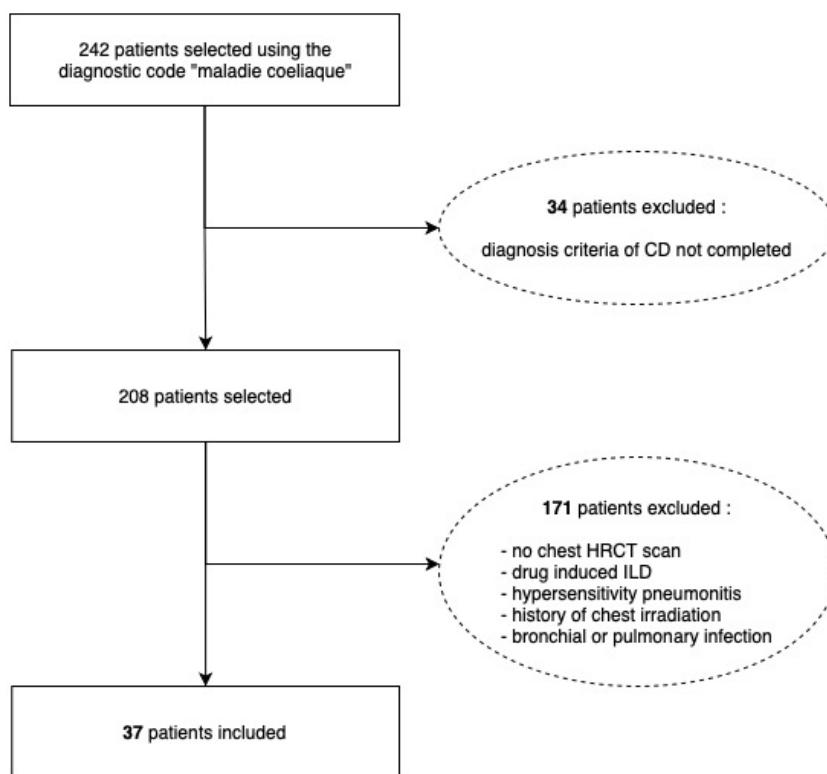 242 patients selected using the
diagnostic code "maladie coeliaque"
34 patients excluded :
diagnosis criteria of CD not completed
208 patients selected
171 patients excluded :
- no chest HRCT scan
- drug induced ILD
- hypersensitivity pneumonitis
- history of chest irradiation
- bronchial or pulmonary infection
37 patients included